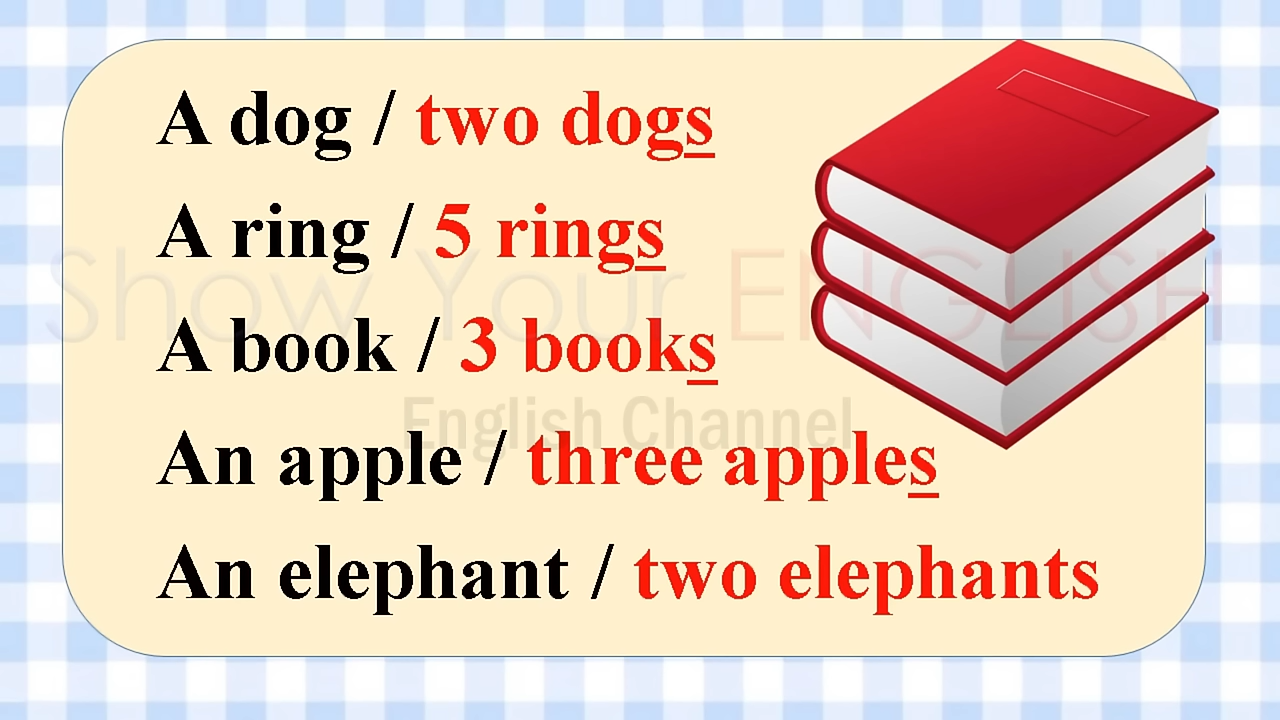 A dog / two dogs
A ring / 5 rings
Show Your ENGLISH
A book / 3 books
English Channel
An apple / three apples
An elephant / two elephants